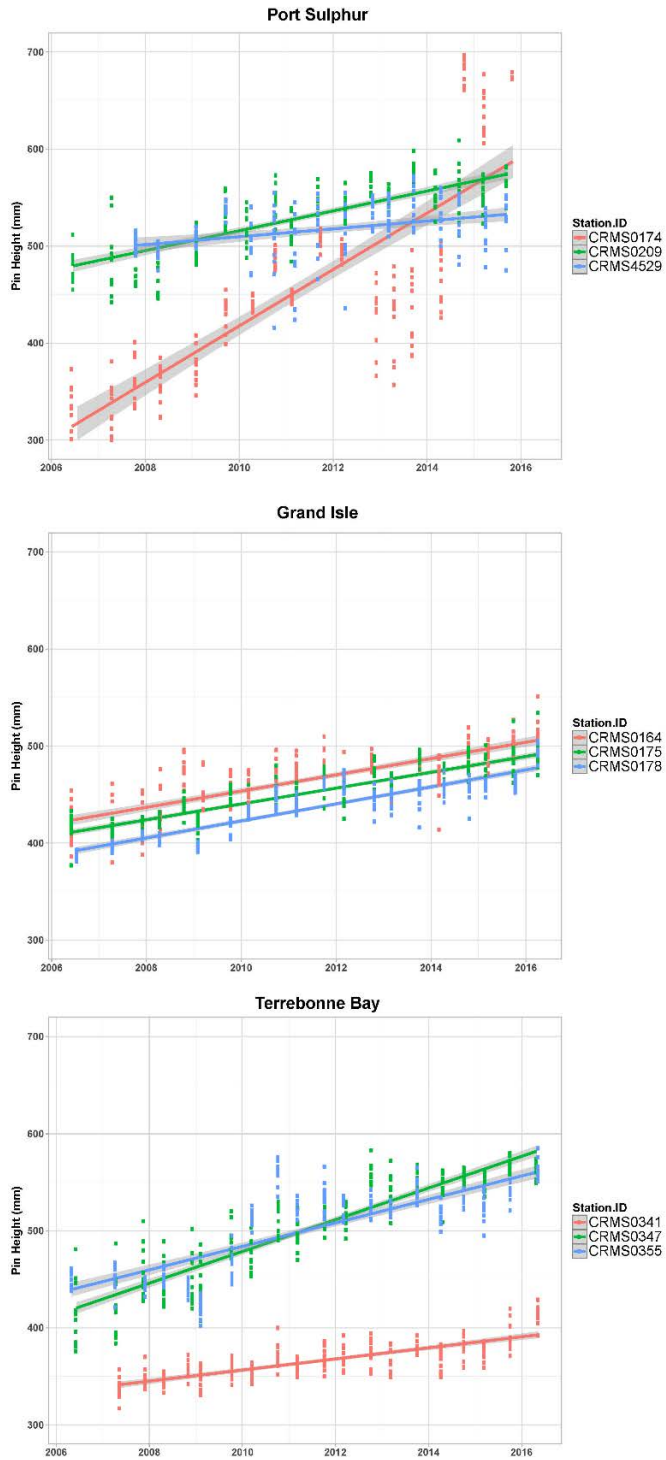 Port Sulphur
700
600
500
400
300
Pin Height (mm)
2006 2008 2010 2012 2014 2016
Station.ID
CRMS0174
CRMS0209
CRMS4529
Grand Isle
700
600
500
400
300
Pin Height (mm)
2006 2008 2010 2012 2014 2016
Station.ID
CRMS0164
CRMS0175
CRMS0178
Terrebonne Bay
700
600
500
400
300
Pin Height (mm)
2006 2008 2010 2012 2014 2016
Station.ID
CRMS0341
CRMS0347
CRMS0355